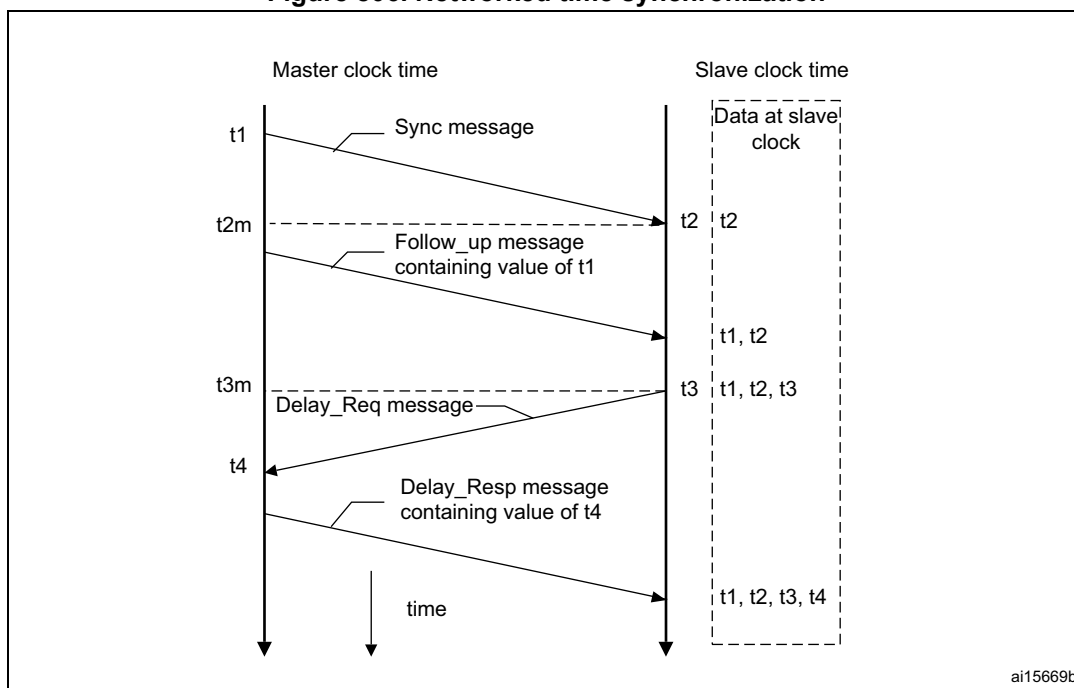 Master clock time
Slave clock time
Data at slave
clock
t1
Sync message
t2m
t2
t2
Follow_up message
containing value of t1
t1, t2
t3m
t3
t1, t2, t3
Delay_Req message
t4
Delay_Resp message
containing value of t4
t1, t2, t3, t4
time
ai15669b